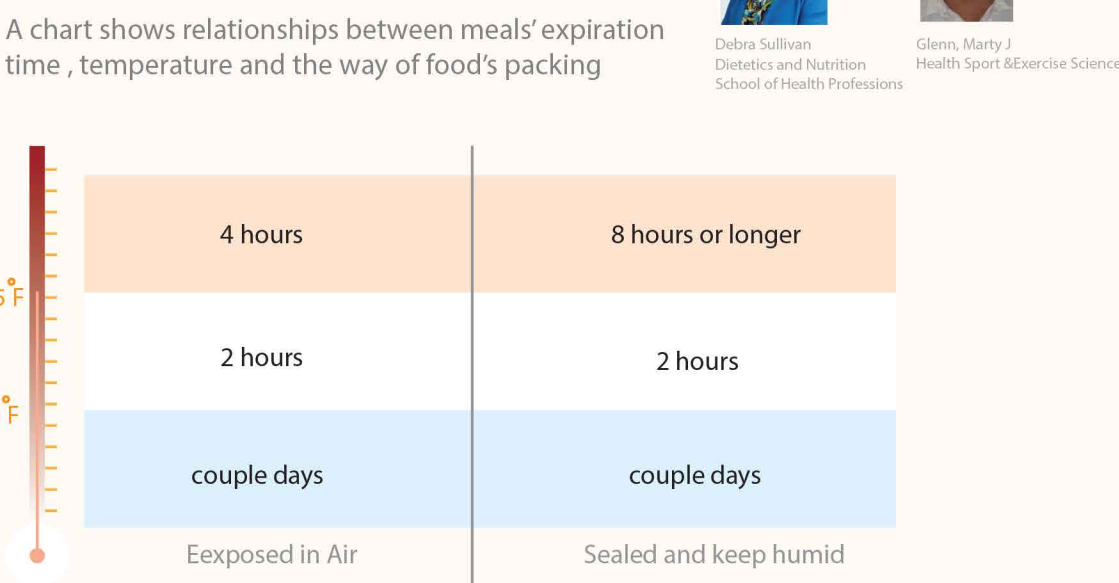 A chart shows relationships between meals’ expiration
time , temperature and the way of food’s packing
Debra Sullivan
Dietetics and Nutrition
School of Health Professions
Glenn, Marty J
Health Sport &Exercise Science
4 hours
8 hours or longer
5°F
2 hours
2 hours
°F
couple days
couple days
Eexposed in Air
Sealed and keep humid